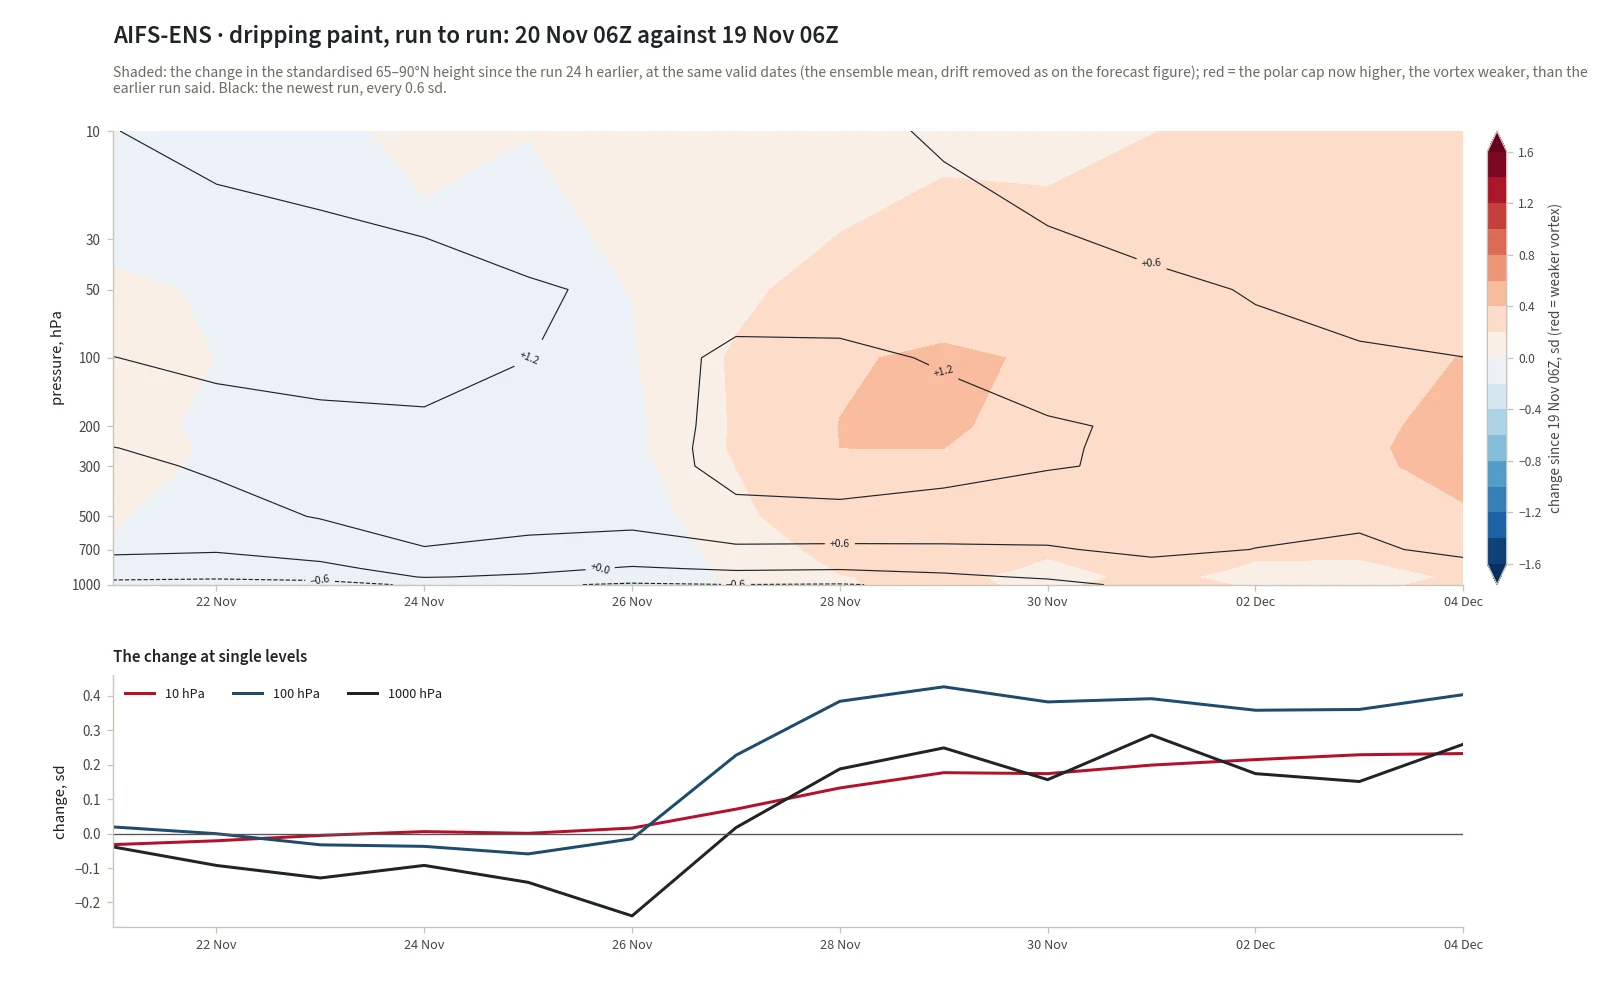 AIFS-ENS · dripping paint, run to run: 20 Nov 06Z against 19 Nov 06Z
Shaded: the change in the standardised 65–90°N height since the run 24 h earlier, at the same valid dates (the ensemble mean, drift removed as on the forecast figure); red = the polar cap now higher, the vortex weaker, than the
earlier run said. Black: the newest run, every 0.6 sd.
10
30
50
100
200
300
500
700
1000
pressure, hPa
+0.6
+1.2
+1.2
+0.6
+0.0
−0.6
−0.6
22 Nov
24 Nov
26 Nov
28 Nov
30 Nov
02 Dec
04 Dec
1.6
1.2
0.8
0.4
0.0
−0.4
−0.8
−1.2
−1.6
change since 19 Nov 06Z, sd (red = weaker vortex)
The change at single levels
10 hPa
100 hPa
1000 hPa
0.4
0.3
0.2
0.1
0.0
−0.1
−0.2
change, sd
22 Nov
24 Nov
26 Nov
28 Nov
30 Nov
02 Dec
04 Dec